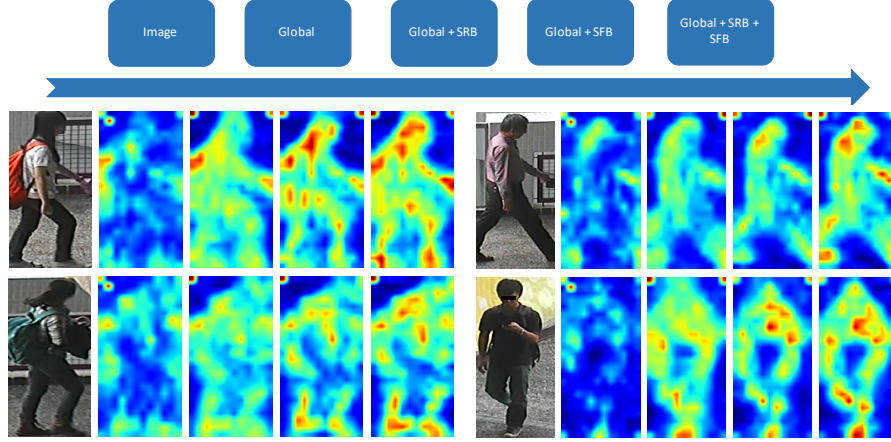 Image
Global
Global + SRB
Global + SFB
Global + SRB +
SFB